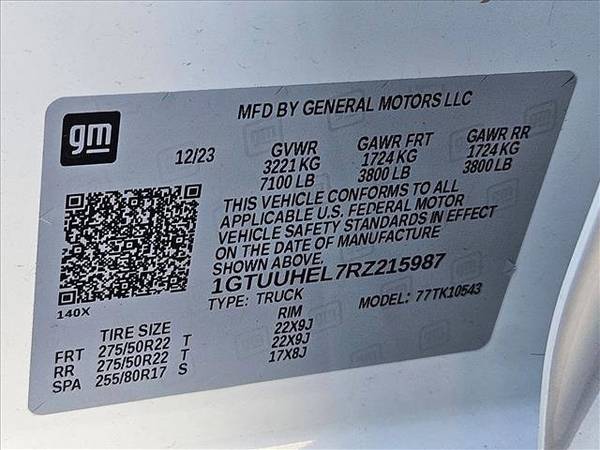 gm
MFD BY GENERAL MOTORS LLC
12/23 GVWR GAWR FRT GAWR RR
3221 KG 1724 KG 1724 KG
7100 LB 3800 LB 3800 LB
THIS VEHICLE CONFORMS TO ALL
APPLICABLE U.S. FEDERAL MOTOR
VEHICLE SAFETY STANDARDS IN EFFECT
ON THE DATE OF MANUFACTURE
SHOWN ABOVE.
1GTUUHEL7RZ215987
TYPE: TRUCK MODEL: 77TK10543
140X
TIRE SIZE RIM
FRT 275/50R22 T 22X9J
RR 275/50R22 T 22X9J
SPA 255/80R17 S 17X8J